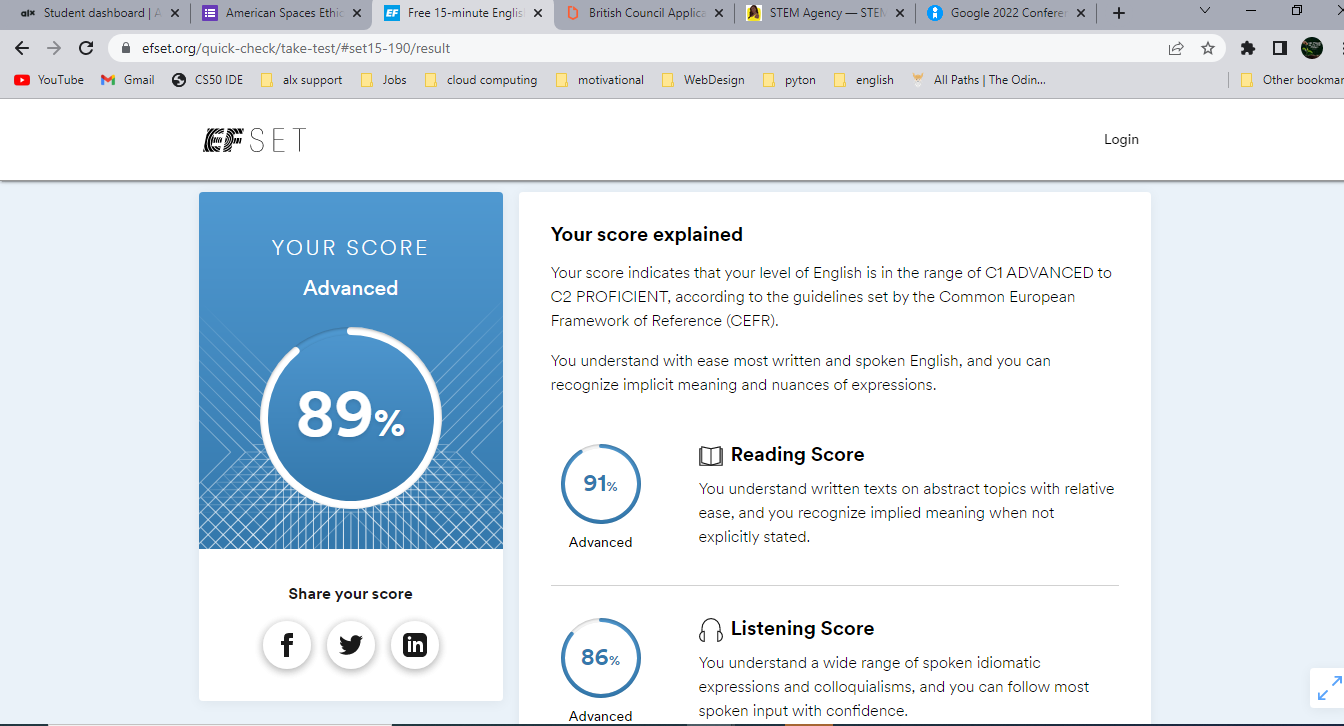 alx Student dashboard | A
American Spaces Ethic
EF Free 15-minute Englis
British Council Applica
STEM Agency — STEM
Google 2022 Conferen
efset.org/quick-check/take-test/#set15-190/result
YouTube
Gmail
CS50 IDE
alx support
Jobs
cloud computing
motivational
WebDesign
pyton
english
All Paths | The Odin...
Other bookmar
EF SET
Login
YOUR SCORE
Advanced
89%
Share your score
Your score explained
Your score indicates that your level of English is in the range of C1 ADVANCED to
C2 PROFICIENT, according to the guidelines set by the Common European
Framework of Reference (CEFR).
You understand with ease most written and spoken English, and you can
recognize implicit meaning and nuances of expressions.
91%
Advanced
Reading Score
You understand written texts on abstract topics with relative
ease, and you recognize implied meaning when not
explicitly stated.
86%
Advanced
Listening Score
You understand a wide range of spoken idiomatic
expressions and colloquialisms, and you can follow most
spoken input with confidence.